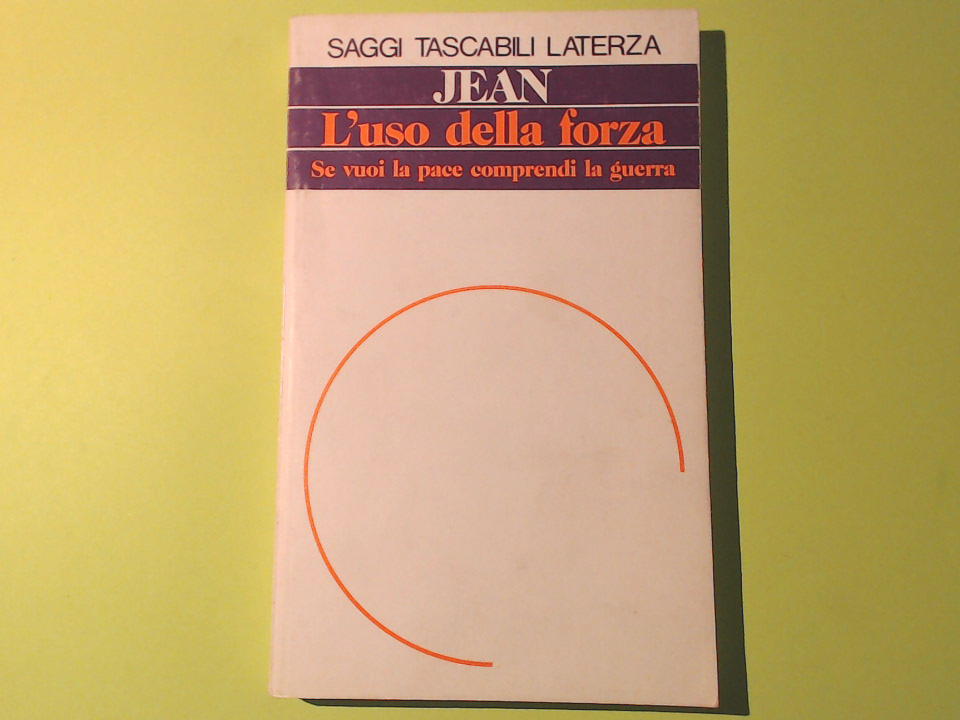 SAGGI TASCABILI LATERZA
JEAN
L'uso della forza
Se vuoi la pace comprendi la guerra